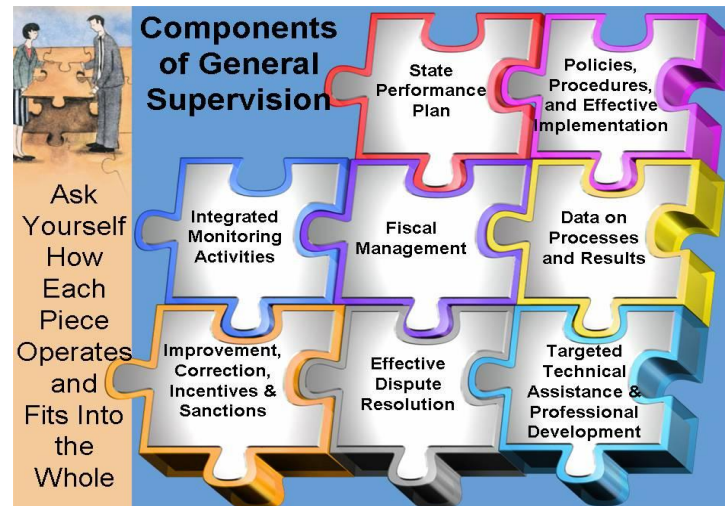 Components
of General
Supervision
State
Performance
Plan
Policies,
Procedures,
and Effective
Implementation
Integrated
Monitoring
Activities
Fiscal
Management
Data on
Processes
and Results
Improvement,
Correction,
Incentives &
Sanctions
Effective
Dispute
Resolution
Targeted
Technical
Assistance &
Professional
Development
Ask
Yourself
How
Each
Piece
Operates
and
Fits Into
the
Whole